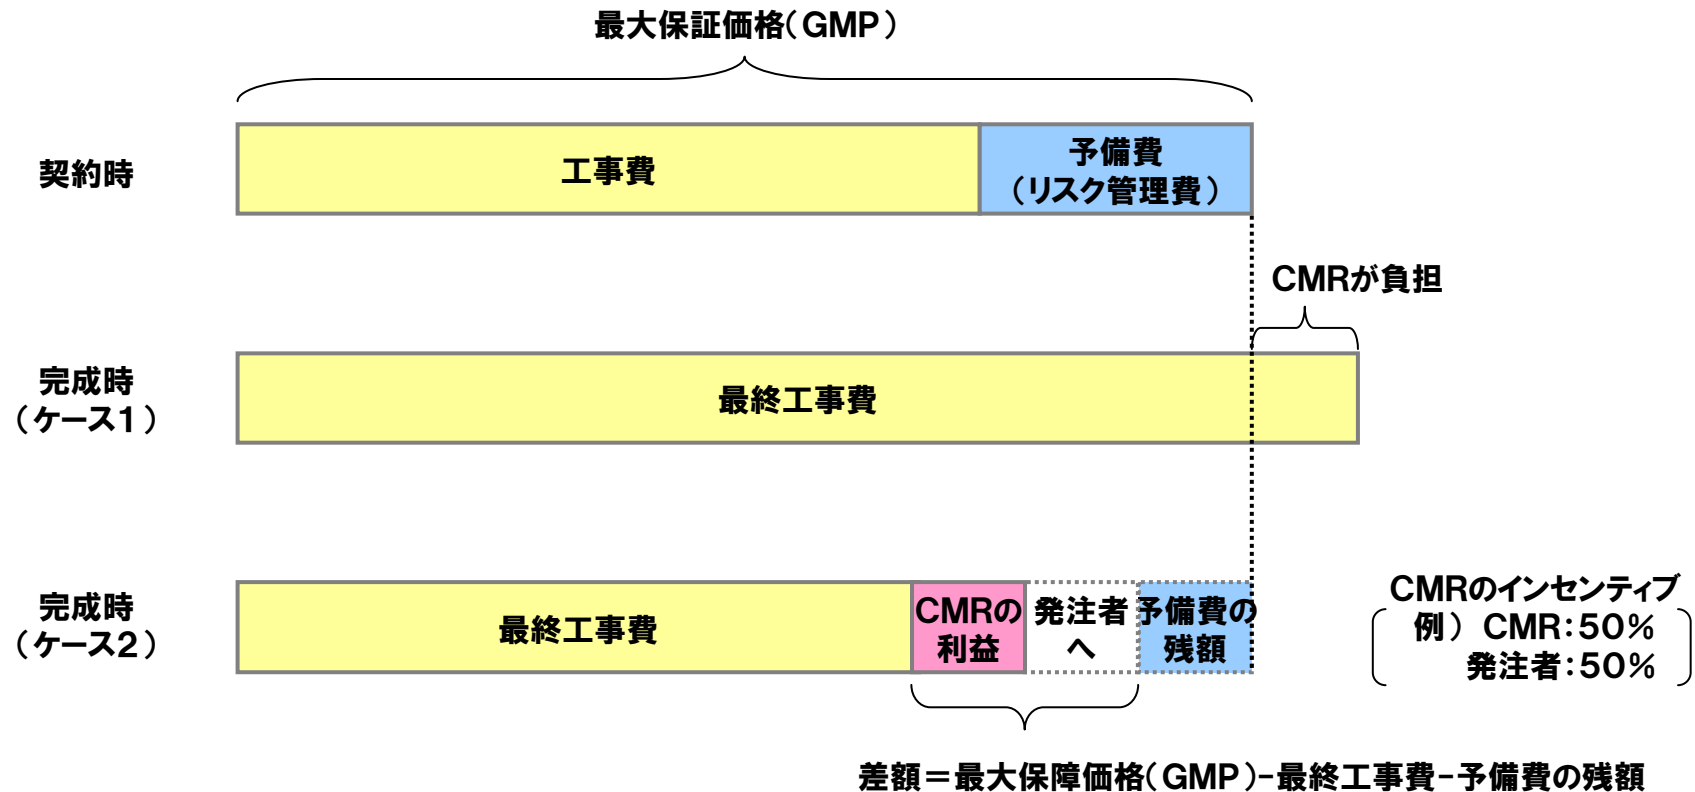 最大保証価格（GMP）
契約時
工事費
予備費
（リスク管理費）
CMRが負担
完成時
（ケース1）
最終工事費
完成時
（ケース2）
最終工事費
CMRの
利益
発注者
へ
予備費の
残額
CMRのインセンティブ
例） CMR：50％
発注者：50％
差額＝最大保障価格（GMP）-最終工事費-予備費の残額